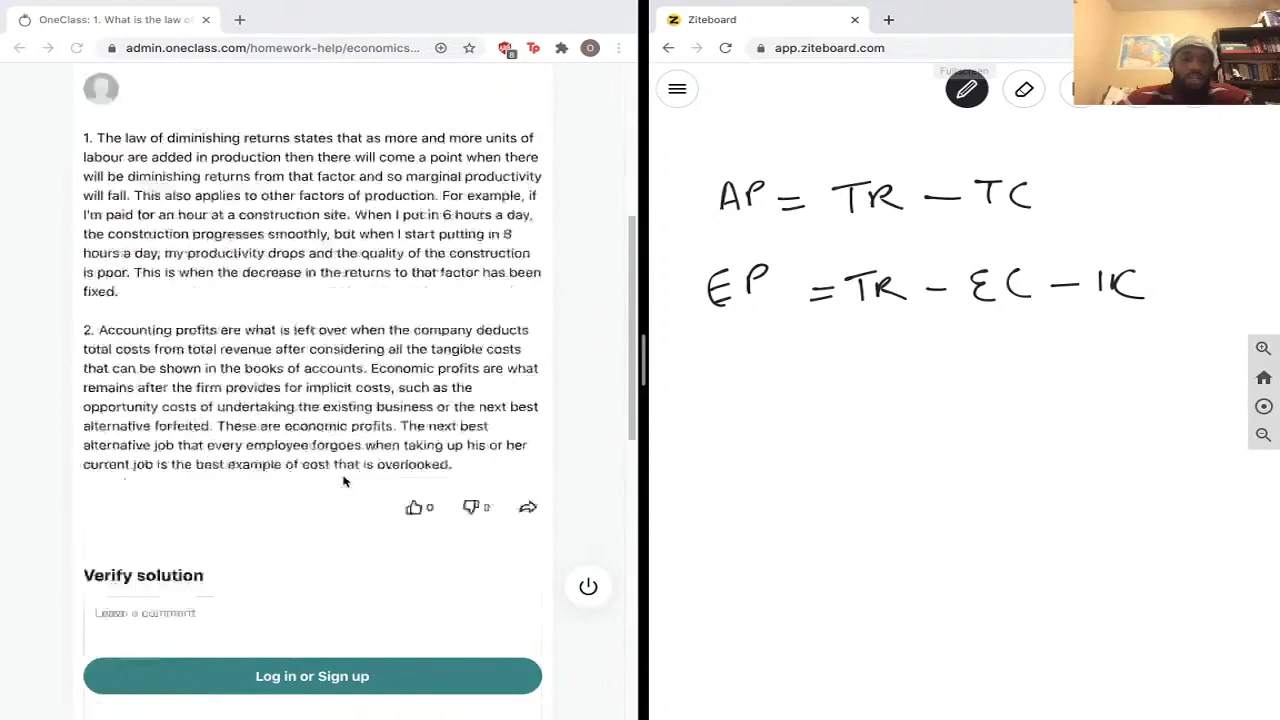 OneClass: 1. What is the law of
admin.oneclass.com/homework-help/economics...
8
Tp
O
1. The law of diminishing returns states that as more and more units of
labour are added in production then there will come a point when there
will be diminishing returns from that factor and so marginal productivity
will fall. This also applies to other factors of production. For example, if
I'm paid for an hour at a construction site. When I put in 6 hours a day,
the construction progresses smoothly, but when I start putting in 8
hours a day, my productivity drops and the quality of the construction
is poor. This is when the decrease in the returns to that factor has been
fixed.
2. Accounting profits are what is left over when the company deducts
total costs from total revenue after considering all the tangible costs
that can be shown in the books of accounts. Economic profits are what
remains after the firm provides for implicit costs, such as the
opportunity costs of undertaking the existing business or the next best
alternative forfeited. These are economic profits. The next best
alternative job that every employee forgoes when taking up his or her
current job is the best example of cost that is overlooked.
0
Verify solution
Leave a comment
Log in or Sign up
Ziteboard
app.ziteboard.com
Fullscreen
AP = TR - TC
EP = TR - EC - IC